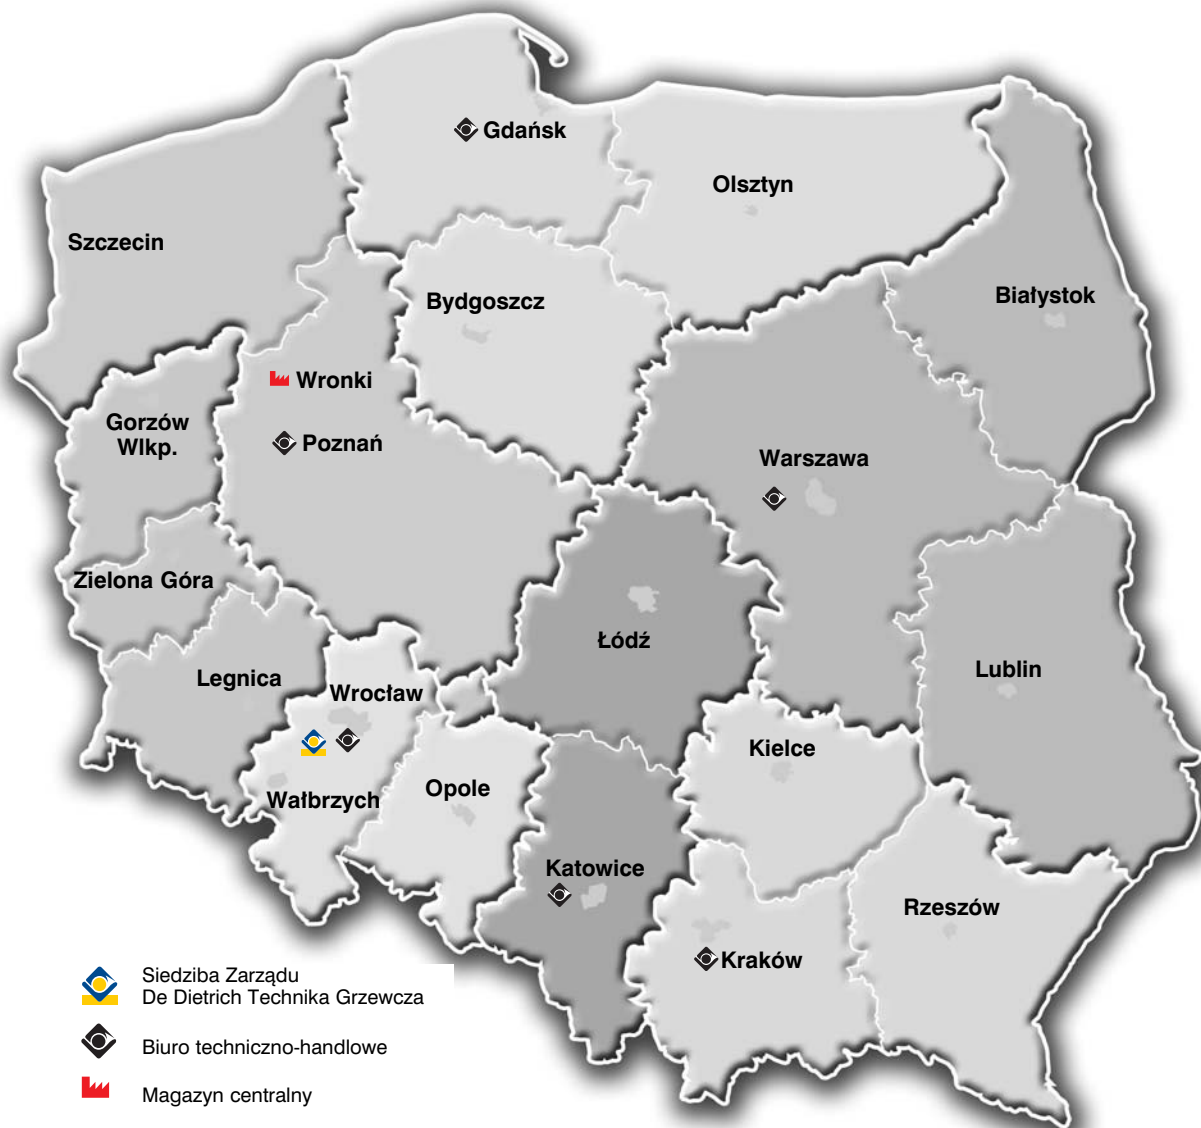 Gdańsk
Olsztyn
Szczecin
Białystok
Bydgoszcz
Wronki
Gorzów
Wlkp.
Poznań
Warszawa
Zielona Góra
Łódź
Lublin
Legnica
Wrocław
Kielce
Opole
Wałbrzych
Katowice
Rzeszów
Kraków
Siedziba Zarządu
De Dietrich Technika Grzewcza
Biuro techniczno-handlowe
Magazyn centralny